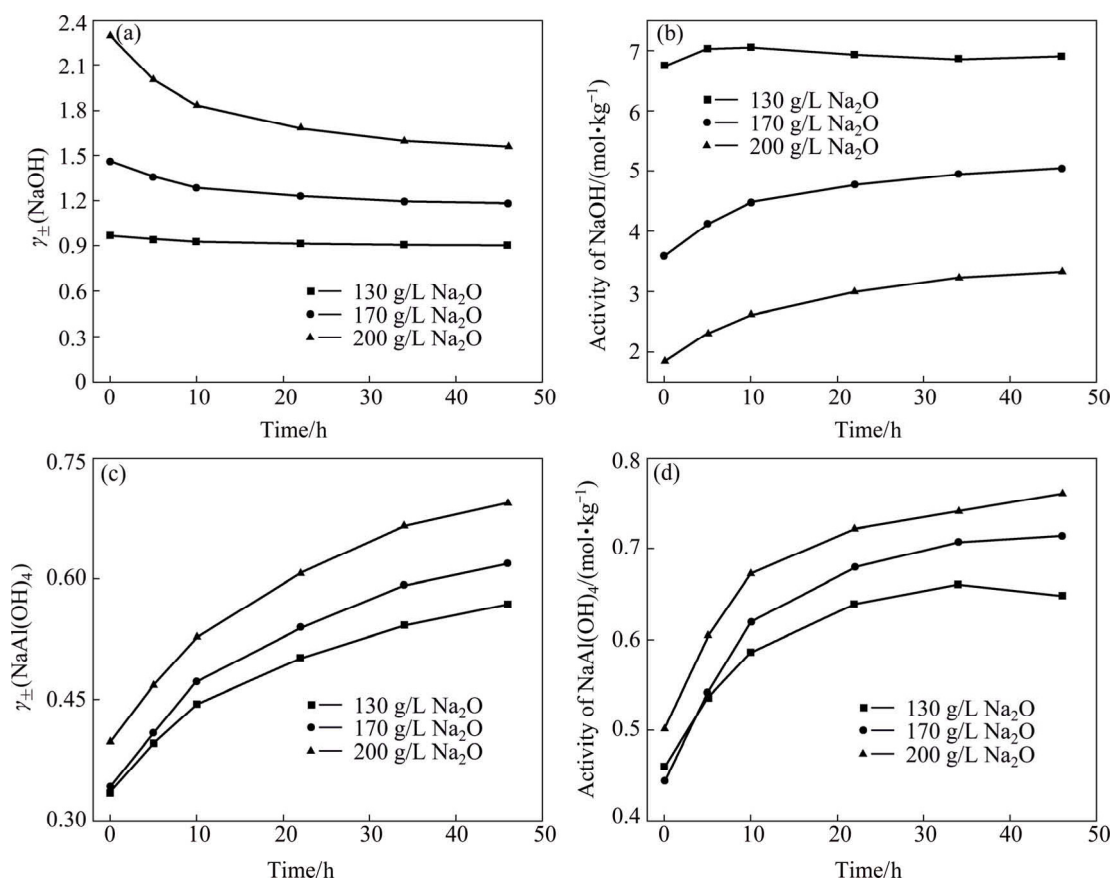 (a)
γ±(NaOH)
2.4
2.1
1.8
1.5
1.2
0.9
0.6
0.3
0
130 g/L Na₂O
170 g/L Na₂O
200 g/L Na₂O
0 10 20 30 40 50
Time/h
(b)
Activity of NaOH/(mol•kg⁻¹)
7
6
5
4
3
2
130 g/L Na₂O
170 g/L Na₂O
200 g/L Na₂O
0 10 20 30 40 50
Time/h
(c)
γ±(NaAl(OH)₄)
0.75
0.60
0.45
0.30
130 g/L Na₂O
170 g/L Na₂O
200 g/L Na₂O
0 10 20 30 40 50
Time/h
(d)
Activity of NaAl(OH)₄/(mol•kg⁻¹)
0.8
0.7
0.6
0.5
0.4
130 g/L Na₂O
170 g/L Na₂O
200 g/L Na₂O
0 10 20 30 40 50
Time/h